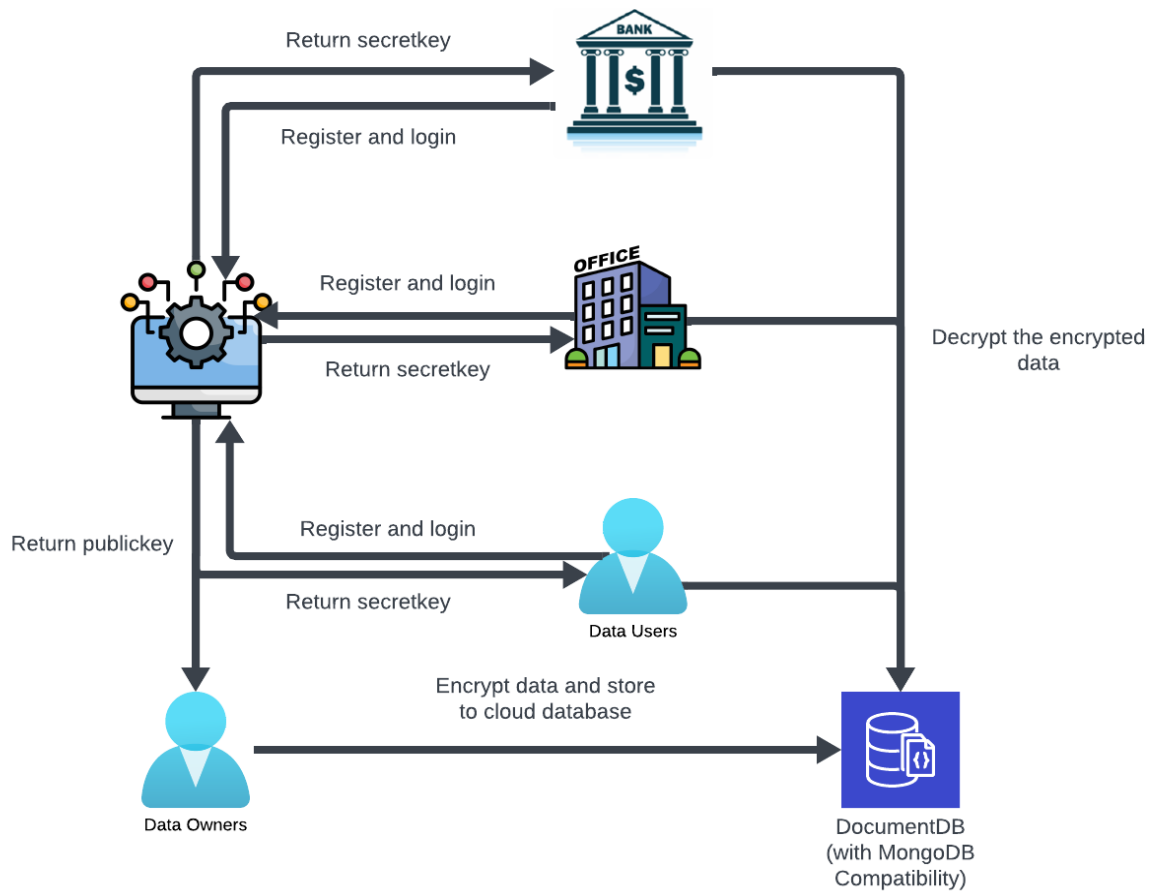 Return secretkey
BANK
$
Register and login
OFFICE
Register and login
Return secretkey
Decrypt the encrypted
data
Return publickey
Register and login
Return secretkey
Data Users
Encrypt data and store
to cloud database
Data Owners
{}
DocumentDB
(with MongoDB
Compatibility)